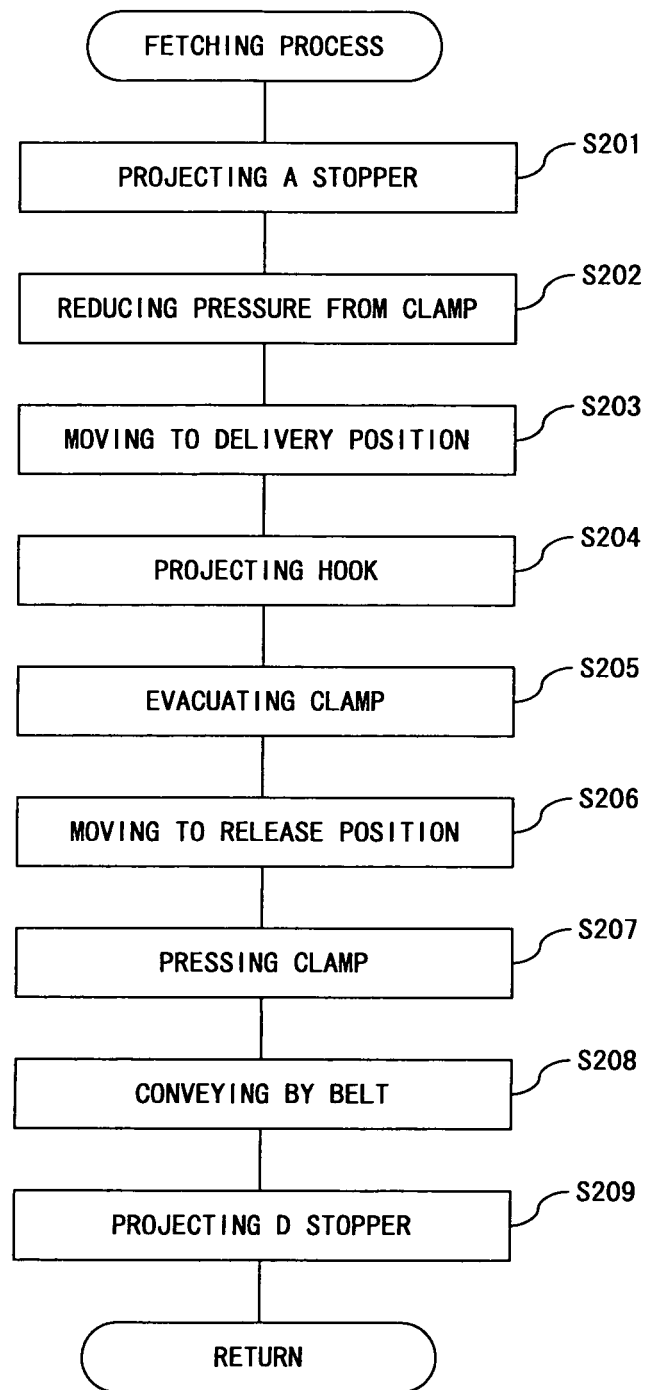 FETCHING PROCESS
PROJECTING A STOPPER
S201
REDUCING PRESSURE FROM CLAMP
S202
MOVING TO DELIVERY POSITION
S203
PROJECTING HOOK
S204
EVACUATING CLAMP
S205
MOVING TO RELEASE POSITION
S206
PRESSING CLAMP
S207
CONVEYING BY BELT
S208
PROJECTING D STOPPER
S209
RETURN